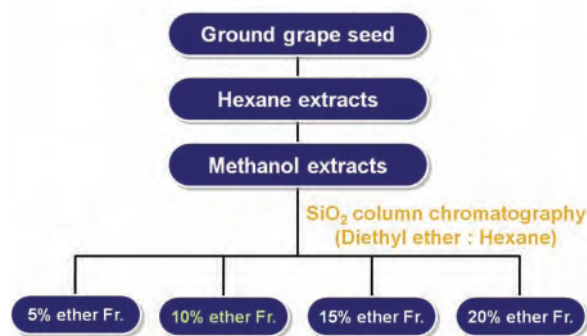 Ground grape seed
Hexane extracts
Methanol extracts
SiO₂ column chromatography
(Diethyl ether : Hexane)
5% ether Fr.
10% ether Fr.
15% ether Fr.
20% ether Fr.